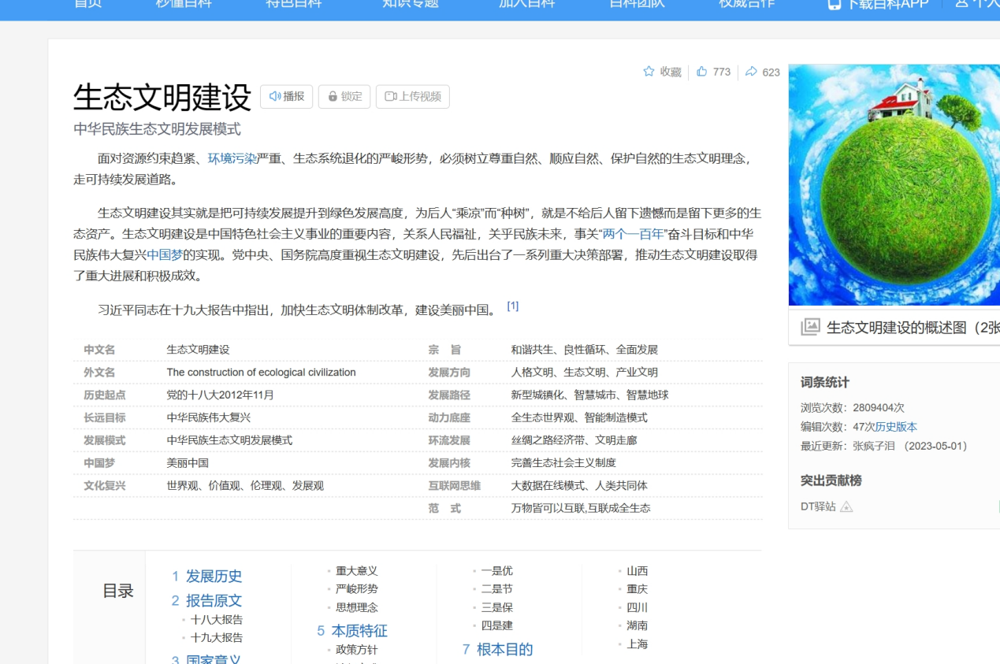 首页 秒懂百科 特色百科 知识专题 加入百科 百科团队 权威合作 下载百科APP 个人
收藏 773 623
生态文明建设 播报 锁定 上传视频
中华民族生态文明发展模式
面对资源约束趋紧、环境污染严重、生态系统退化的严峻形势，必须树立尊重自然、顺应自然、保护自然的生态文明理念，
走可持续发展道路。
生态文明建设其实就是把可持续发展提升到绿色发展高度，为后人“乘凉”而“种树”，就是不给后人留下遗憾而是留下更多的生
态资产。生态文明建设是中国特色社会主义事业的重要内容，关系人民福祉，关乎民族未来，事关“两个一百年”奋斗目标和中华
民族伟大复兴中国梦的实现。党中央、国务院高度重视生态文明建设，先后出台了一系列重大决策部署，推动生态文明建设取得
了重大进展和积极成效。
习近平同志在十九大报告中指出，加快生态文明体制改革，建设美丽中国。 [1]
中文名 生态文明建设
外文名 The construction of ecological civilization
历史起点 党的十八大2012年11月
长远目标 中华民族伟大复兴
发展模式 中华民族生态文明发展模式
中国梦 美丽中国
文化复兴 世界观、价值观、伦理观、发展观
宗 旨 和谐共生、良性循环、全面发展
发展方向 人格文明、生态文明、产业文明
发展路径 新型城镇化、智慧城市、智慧地球
动力底座 全生态世界观、智能制造模式
环流发展 丝绸之路经济带、文明走廊
发展内核 完善生态社会主义制度
互联网思维 大数据在线模式、人类共同体
范 式 万物皆可以互联,互联成全生态
目录
1 发展历史
2 报告原文
▪ 十八大报告
▪ 十九大报告
3 国家意义
▪ 重大意义
▪ 严峻形势
▪ 思想理念
5 本质特征
▪ 政策方针
▪ 一是优
▪ 二是节
▪ 三是保
▪ 四是建
7 根本目的
▪ 山西
▪ 重庆
▪ 四川
▪ 湖南
▪ 上海
生态文明建设的概述图（2张
词条统计
浏览次数：2809404次
编辑次数：47次历史版本
最近更新：张疯子泪 （2023-05-01）
突出贡献榜
DT驿站